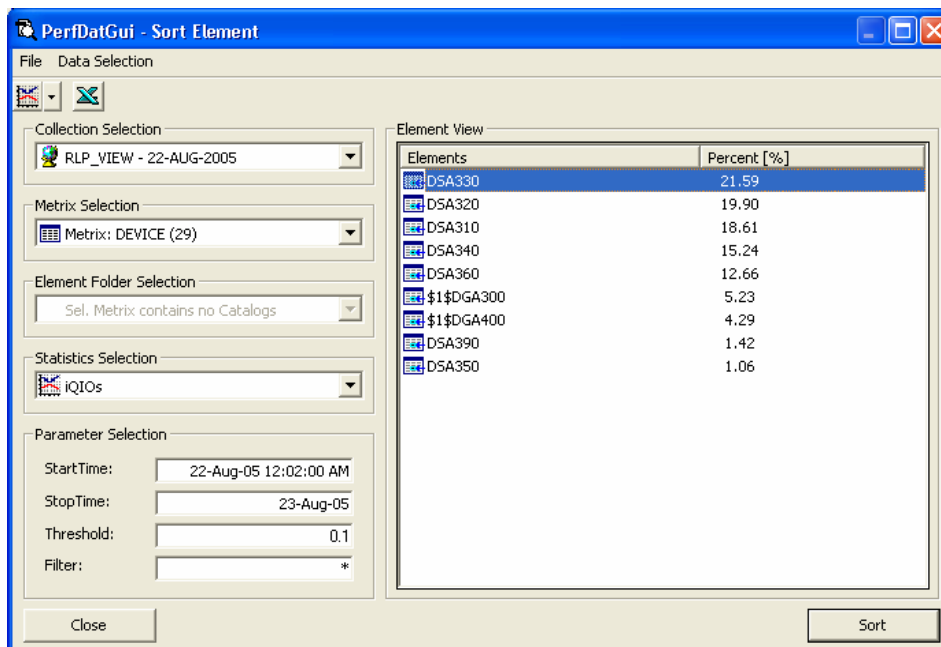 PerfDatGui - Sort Element
File Data Selection
Collection Selection
RLP_VIEW - 22-AUG-2005
Metrix Selection
Metrix: DEVICE (29)
Element Folder Selection
Sel. Metrix contains no Catalogs
Statistics Selection
iQIOs
Parameter Selection
StartTime: 22-Aug-05 12:02:00 AM
StopTime: 23-Aug-05
Threshold: 0.1
Filter: *
Element View
Elements Percent [%]
DSA330 21.59
DSA320 19.90
DSA310 18.61
DSA340 15.24
DSA360 12.66
$1$DGA300 5.23
$1$DGA400 4.29
DSA390 1.42
DSA350 1.06
Close Sort